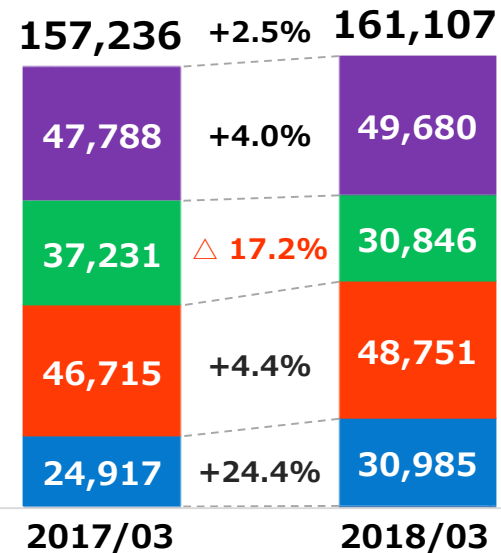 157,236 +2.5% 161,107
47,788 +4.0% 49,680
37,231 △ 17.2% 30,846
46,715 +4.4% 48,751
24,917 +24.4% 30,985
2017/03 2018/03